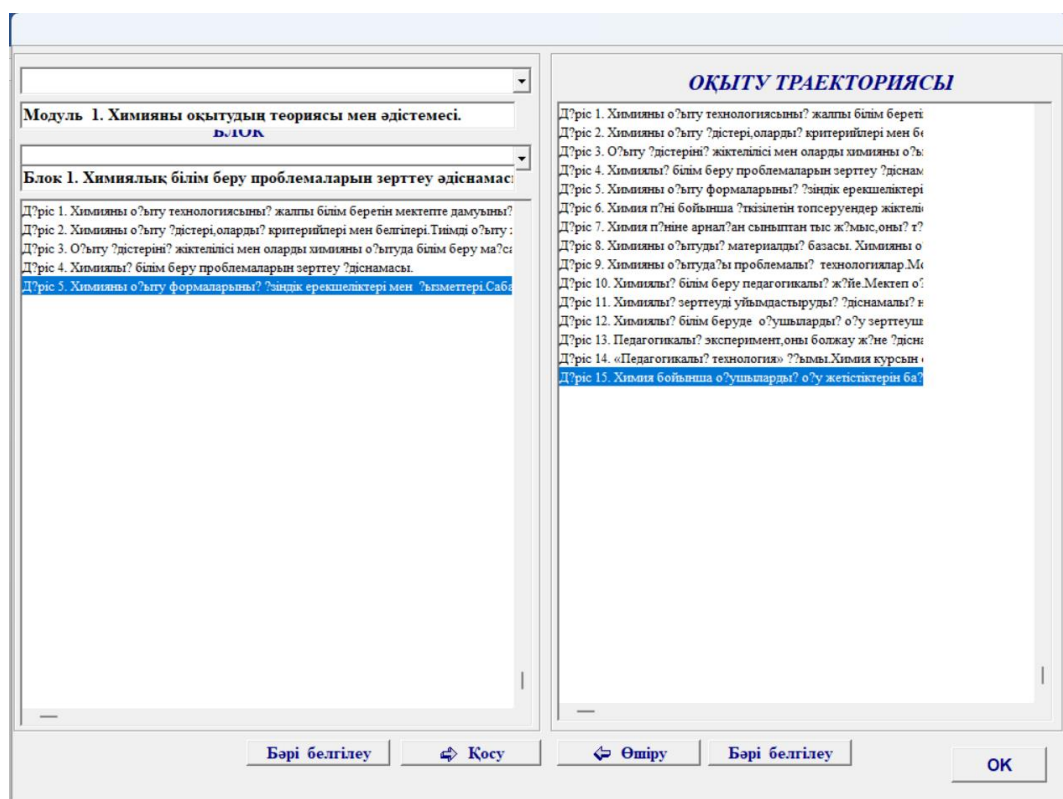 Модуль 1. Химияны оқытудың теориясы мен әдістемесі.
БЛОК
Блок 1. Химиялық білім беру проблемаларын зерттеу әдіснамас
Д?ріс 1. Химияны о?ыту технологиясыны? жалпы білім беретін мектепте дамуыны?
Д?ріс 2. Химияны о?ыту ?дістері,оларды? критерийлері мен белгілері.Тиімді о?ыту
Д?ріс 3. О?ыту ?дістеріні? жіктелілісі мен оларды химияны о?ытуда білім беру ма?са
Д?ріс 4. Химиялы? білім беру проблемаларын зерттеу ?діснамасы.
Д?ріс 5. Химияны о?ыту формаларыны? ?зіндік ерекшеліктері мен ?ызметтері.Саба
ОҚЫТУ ТРАЕКТОРИЯСЫ
Д?ріс 1. Химияны о?ыту технологиясыны? жалпы білім береті
Д?ріс 2. Химияны о?ыту ?дістері,оларды? критерийлері мен бе
Д?ріс 3. О?ыту ?дістеріні? жіктелілісі мен оларды химияны о?ы
Д?ріс 4. Химиялы? білім беру проблемаларын зерттеу ?діснам
Д?ріс 5. Химияны о?ыту формаларыны? ?зіндік ерекшеліктері
Д?ріс 6. Химия п?ні бойынша ?ткізілетін топсеруендер жіктелі
Д?ріс 7. Химия п?ніне арнал?ан сыныптан тыс ж?мыс,оны? т?
Д?ріс 8. Химияны о?ытуды? материалды? базасы. Химияны о
Д?ріс 9. Химияны о?ытуда?ы проблемалы? технологиялар.Ме
Д?ріс 10. Химиялы? білім беру педагогикалы? ж?йе.Мектеп о?
Д?ріс 11. Химиялы? зерттеуді уйымдастыруды? ?діснамалы? н
Д?ріс 12. Химиялы? білім беруде о?ушыларды? о?у зерттеуш
Д?ріс 13. Педагогикалы? эксперимент,оны болжау ж?не ?дісна
Д?ріс 14. «Педагогикалы? технология» ??ымы.Химия курсын
Д?ріс 15. Химия бойынша о?ушыларды? о?у жетістіктерін ба?
Бәрі белгілеу Қосу Өшіру Бәрі белгілеу OK